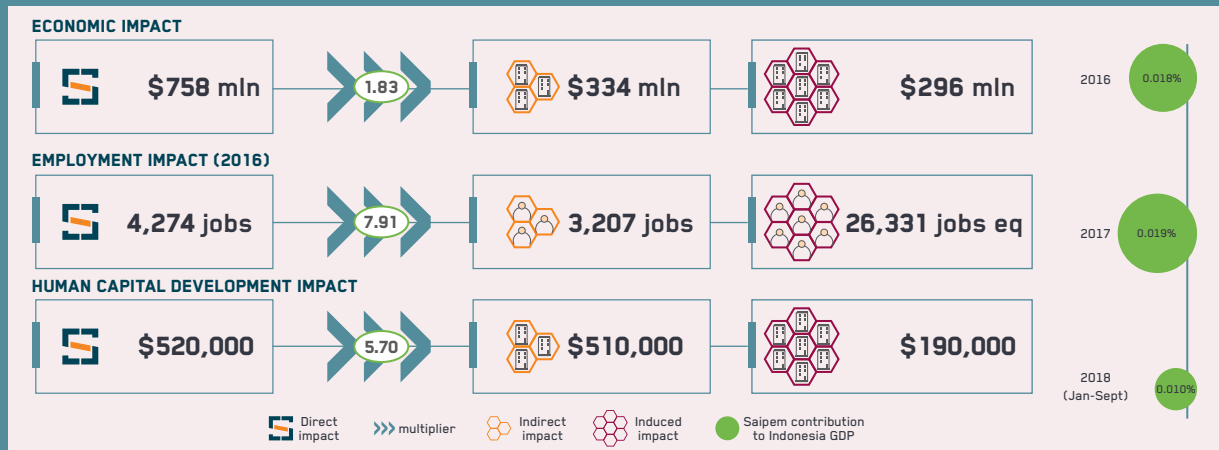 ECONOMIC IMPACT
$758 mln
1.83
$334 mln
$296 mln
EMPLOYMENT IMPACT (2016)
4,274 jobs
7.91
3,207 jobs
26,331 jobs eq
HUMAN CAPITAL DEVELOPMENT IMPACT
$520,000
5.70
$510,000
$190,000
2016
0.018%
2017
0.019%
2018
(Jan-Sept)
0.010%
Direct
impact
multiplier
Indirect
impact
Induced
impact
Saipem contribution
to Indonesia GDP